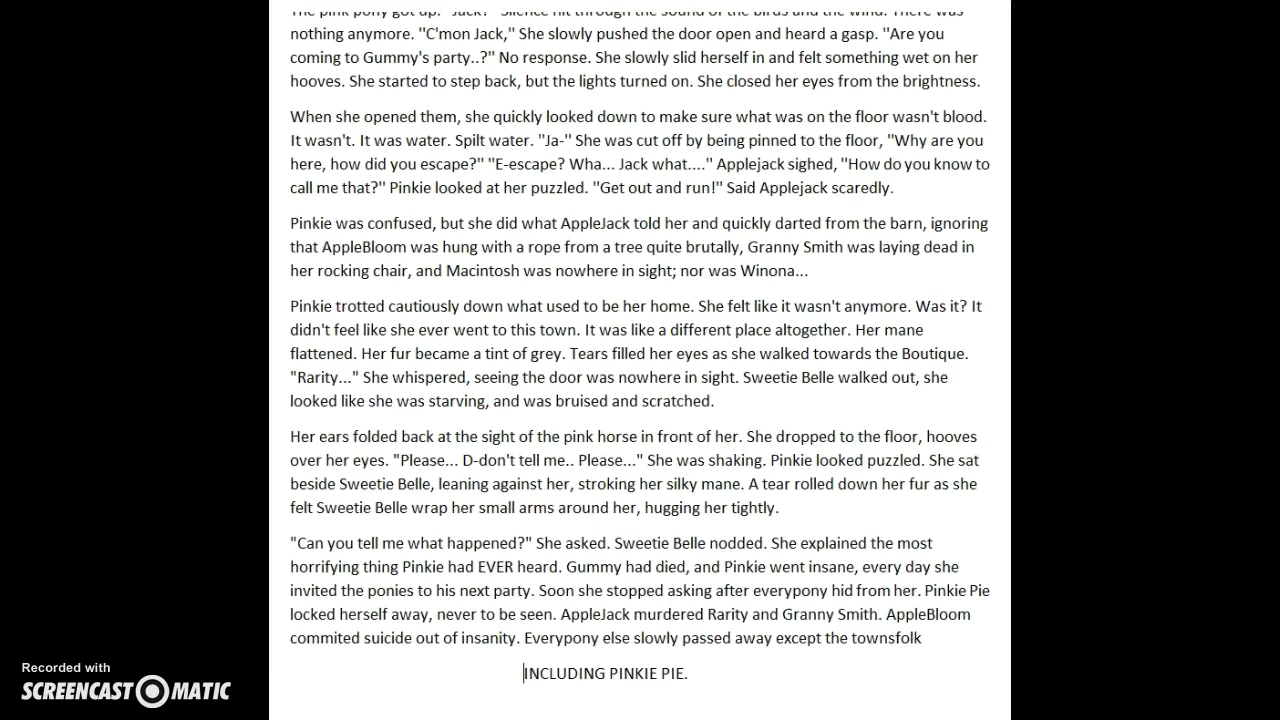 The pink pony got up. "Jack?" Silence hit through the sound of the birds and the wind. There was
nothing anymore. "C'mon Jack," She slowly pushed the door open and heard a gasp. "Are you
coming to Gummy's party..?" No response. She slowly slid herself in and felt something wet on her
hooves. She started to step back, but the lights turned on. She closed her eyes from the brightness.
When she opened them, she quickly looked down to make sure what was on the floor wasn't blood.
It wasn't. It was water. Spilt water. "Ja-" She was cut off by being pinned to the floor, "Why are you
here, how did you escape?" "E-escape? Wha... Jack what...." Applejack sighed, "How do you know to
call me that?" Pinkie looked at her puzzled. "Get out and run!" Said Applejack scaredly.
Pinkie was confused, but she did what AppleJack told her and quickly darted from the barn, ignoring
that AppleBloom was hung with a rope from a tree quite brutally, Granny Smith was laying dead in
her rocking chair, and Macintosh was nowhere in sight; nor was Winona...
Pinkie trotted cautiously down what used to be her home. She felt like it wasn't anymore. Was it? It
didn't feel like she ever went to this town. It was like a different place altogether. Her mane
flattened. Her fur became a tint of grey. Tears filled her eyes as she walked towards the Boutique.
"Rarity..." She whispered, seeing the door was nowhere in sight. Sweetie Belle walked out, she
looked like she was starving, and was bruised and scratched.
Her ears folded back at the sight of the pink horse in front of her. She dropped to the floor, hooves
over her eyes. "Please... D-don't tell me.. Please..." She was shaking. Pinkie looked puzzled. She sat
beside Sweetie Belle, leaning against her, stroking her silky mane. A tear rolled down her fur as she
felt Sweetie Belle wrap her small arms around her, hugging her tightly.
"Can you tell me what happened?" She asked. Sweetie Belle nodded. She explained the most
horrifying thing Pinkie had EVER heard. Gummy had died, and Pinkie went insane, every day she
invited the ponies to his next party. Soon she stopped asking after everypony hid from her. Pinkie Pie
locked herself away, never to be seen. AppleJack murdered Rarity and Granny Smith. AppleBloom
commited suicide out of insanity. Everypony else slowly passed away except the townsfolk
INCLUDING PINKIE PIE.
Recorded with
SCREENCAST MATIC